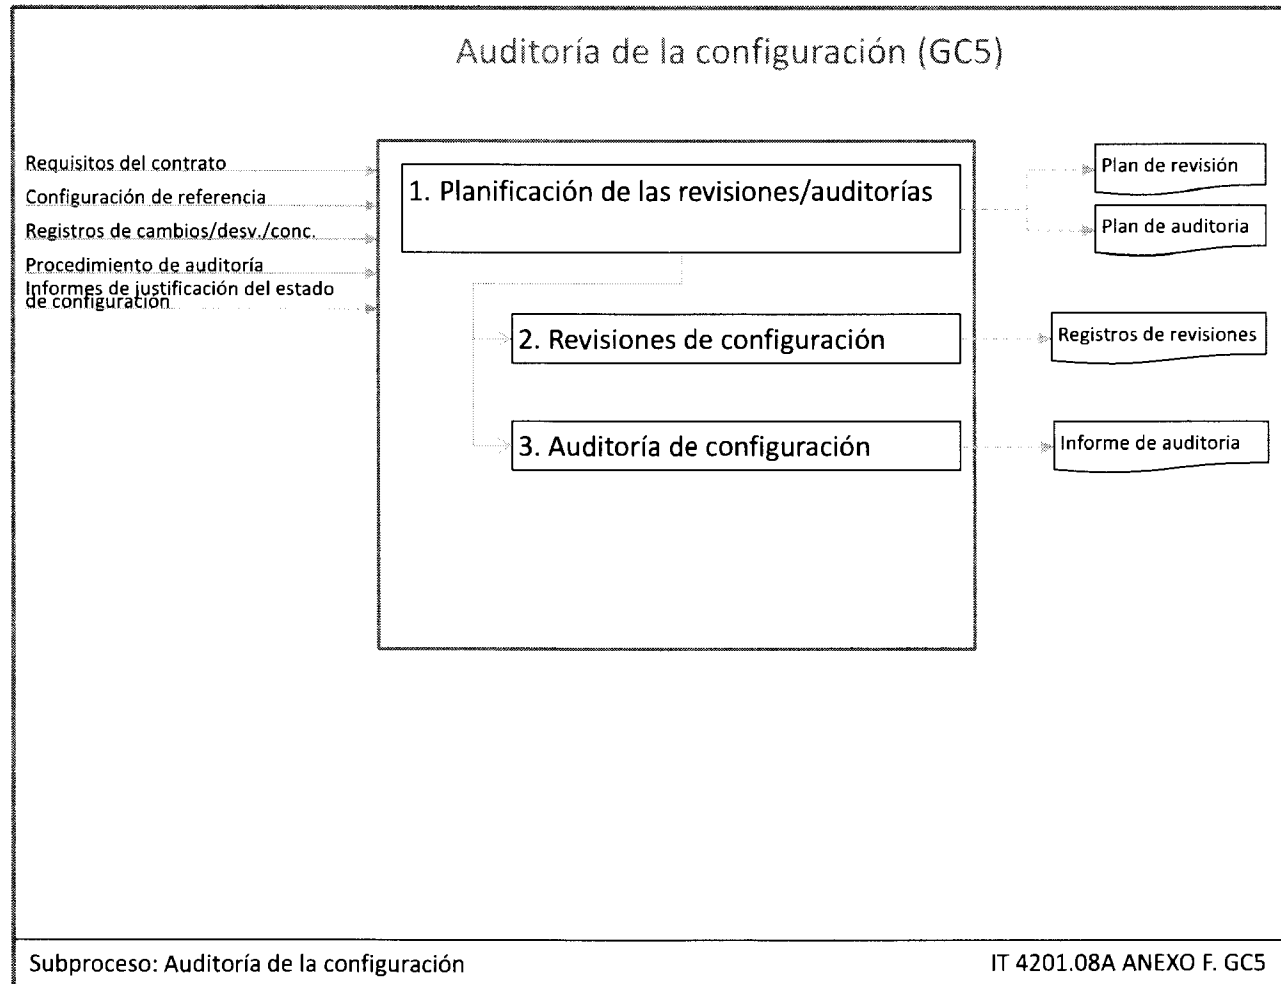 Auditoría de la configuración (GC5)
Requisitos del contrato
Configuración de referencia
Registros de cambios/desv./conc.
Procedimiento de auditoría
Informes de justificación del estado
de configuración
1. Planificación de las revisiones/auditorías
2. Revisiones de configuración
3. Auditoría de configuración
Plan de revisión
Plan de auditoria
Registros de revisiones
Informe de auditoria
Subproceso: Auditoría de la configuración
IT 4201.08A ANEXO F. GC5